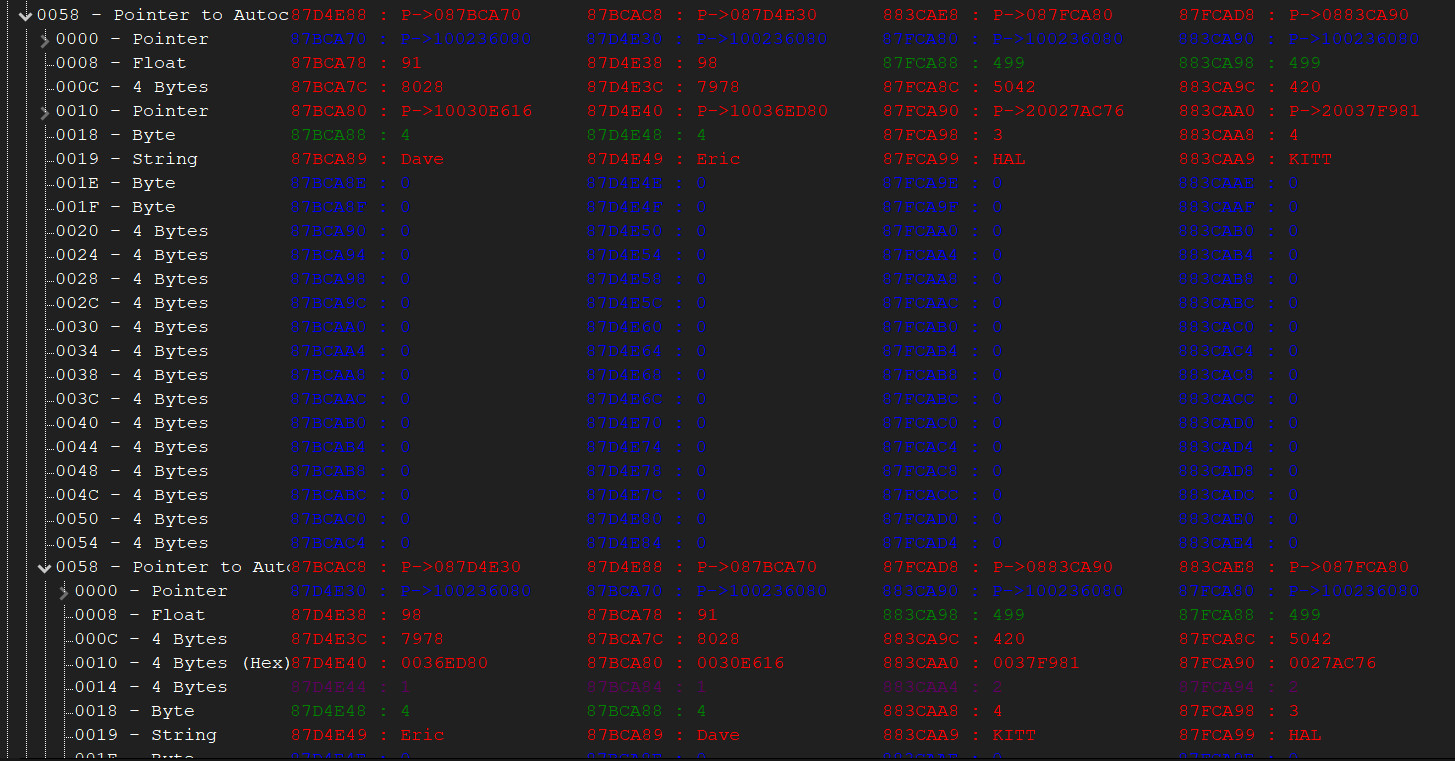 0058 - Pointer to Autoc87D4E88 : P->087BCA70 87BCAC8 : P->087D4E30 883CAE8 : P->087FCA80 87FCAD8 : P->0883CA90
0000 - Pointer 87BCA70 : P->100236C80 87D4E30 : P->100236C80 87FCA80 : P->100236C80 883CA90 : P->100236C80
0008 - Float 87BCA78 : 91 87D4E38 : 98 87FCA88 : 499 883CA98 : 499
000C - 4 Bytes 87BCA7C : 8028 87D4E3C : 7978 87FCA8C : 5042 883CA9C : 420
0010 - Pointer 87BCA80 : P->10030E616 87D4E40 : P->10036ED80 87FCA90 : P->20027AC76 883CAA0 : P->20037F981
0018 - Byte 87BCA88 : 4 87D4E48 : 4 87FCA98 : 3 883CAA8 : 4
0019 - String 87BCA89 : Dave 87D4E49 : Eric 87FCA99 : HAL 883CAA9 : KITT
001E - Byte 87BCA8E : 0 87D4E4E : 0 87FCA9E : 0 883CAAE : 0
001F - Byte 87BCA8F : 0 87D4E4F : 0 87FCA9F : 0 883CAAF : 0
0020 - 4 Bytes 87BCA90 : 0 87D4E50 : 0 87FCAA0 : 0 883CAB0 : 0
0024 - 4 Bytes 87BCA94 : 0 87D4E54 : 0 87FCAA4 : 0 883CAB4 : 0
0028 - 4 Bytes 87BCA98 : 0 87D4E58 : 0 87FCAA8 : 0 883CAB8 : 0
002C - 4 Bytes 87BCA9C : 0 87D4E5C : 0 87FCAAC : 0 883CABC : 0
0030 - 4 Bytes 87BCAA0 : 0 87D4E60 : 0 87FCAB0 : 0 883CAC0 : 0
0034 - 4 Bytes 87BCAA4 : 0 87D4E64 : 0 87FCAB4 : 0 883CAC4 : 0
0038 - 4 Bytes 87BCAA8 : 0 87D4E68 : 0 87FCAB8 : 0 883CAC8 : 0
003C - 4 Bytes 87BCAAC : 0 87D4E6C : 0 87FCABC : 0 883CACC : 0
0040 - 4 Bytes 87BCAB0 : 0 87D4E70 : 0 87FCAC0 : 0 883CAD0 : 0
0044 - 4 Bytes 87BCAB4 : 0 87D4E74 : 0 87FCAC4 : 0 883CAD4 : 0
0048 - 4 Bytes 87BCAB8 : 0 87D4E78 : 0 87FCAC8 : 0 883CAD8 : 0
004C - 4 Bytes 87BCABC : 0 87D4E7C : 0 87FCACC : 0 883CADC : 0
0050 - 4 Bytes 87BCAC0 : 0 87D4E80 : 0 87FCAD0 : 0 883CAE0 : 0
0054 - 4 Bytes 87BCAC4 : 0 87D4E84 : 0 87FCAD4 : 0 883CAE4 : 0
0058 - Pointer to Auto87BCAC8 : P->087D4E30 87D4E88 : P->087BCA70 87FCAD8 : P->0883CA90 883CAE8 : P->087FCA80
0000 - Pointer 87D4E30 : P->100236C80 87BCA70 : P->100236C80 883CA90 : P->100236C80 87FCA80 : P->100236C80
0008 - Float 87D4E38 : 98 87BCA78 : 91 883CA98 : 499 87FCA88 : 499
000C - 4 Bytes 87D4E3C : 7978 87BCA7C : 8028 883CA9C : 420 87FCA8C : 5042
0010 - 4 Bytes (Hex)87D4E40 : 0036ED80 87BCA80 : 0030E616 883CAA0 : 0037F981 87FCA90 : 0027AC76
0014 - 4 Bytes 87D4E44 : 1 87BCA84 : 1 883CAA4 : 2 87FCA94 : 2
0018 - Byte 87D4E48 : 4 87BCA88 : 4 883CAA8 : 4 87FCA98 : 3
0019 - String 87D4E49 : Eric 87BCA89 : Dave 883CAA9 : KITT 87FCA99 : HAL